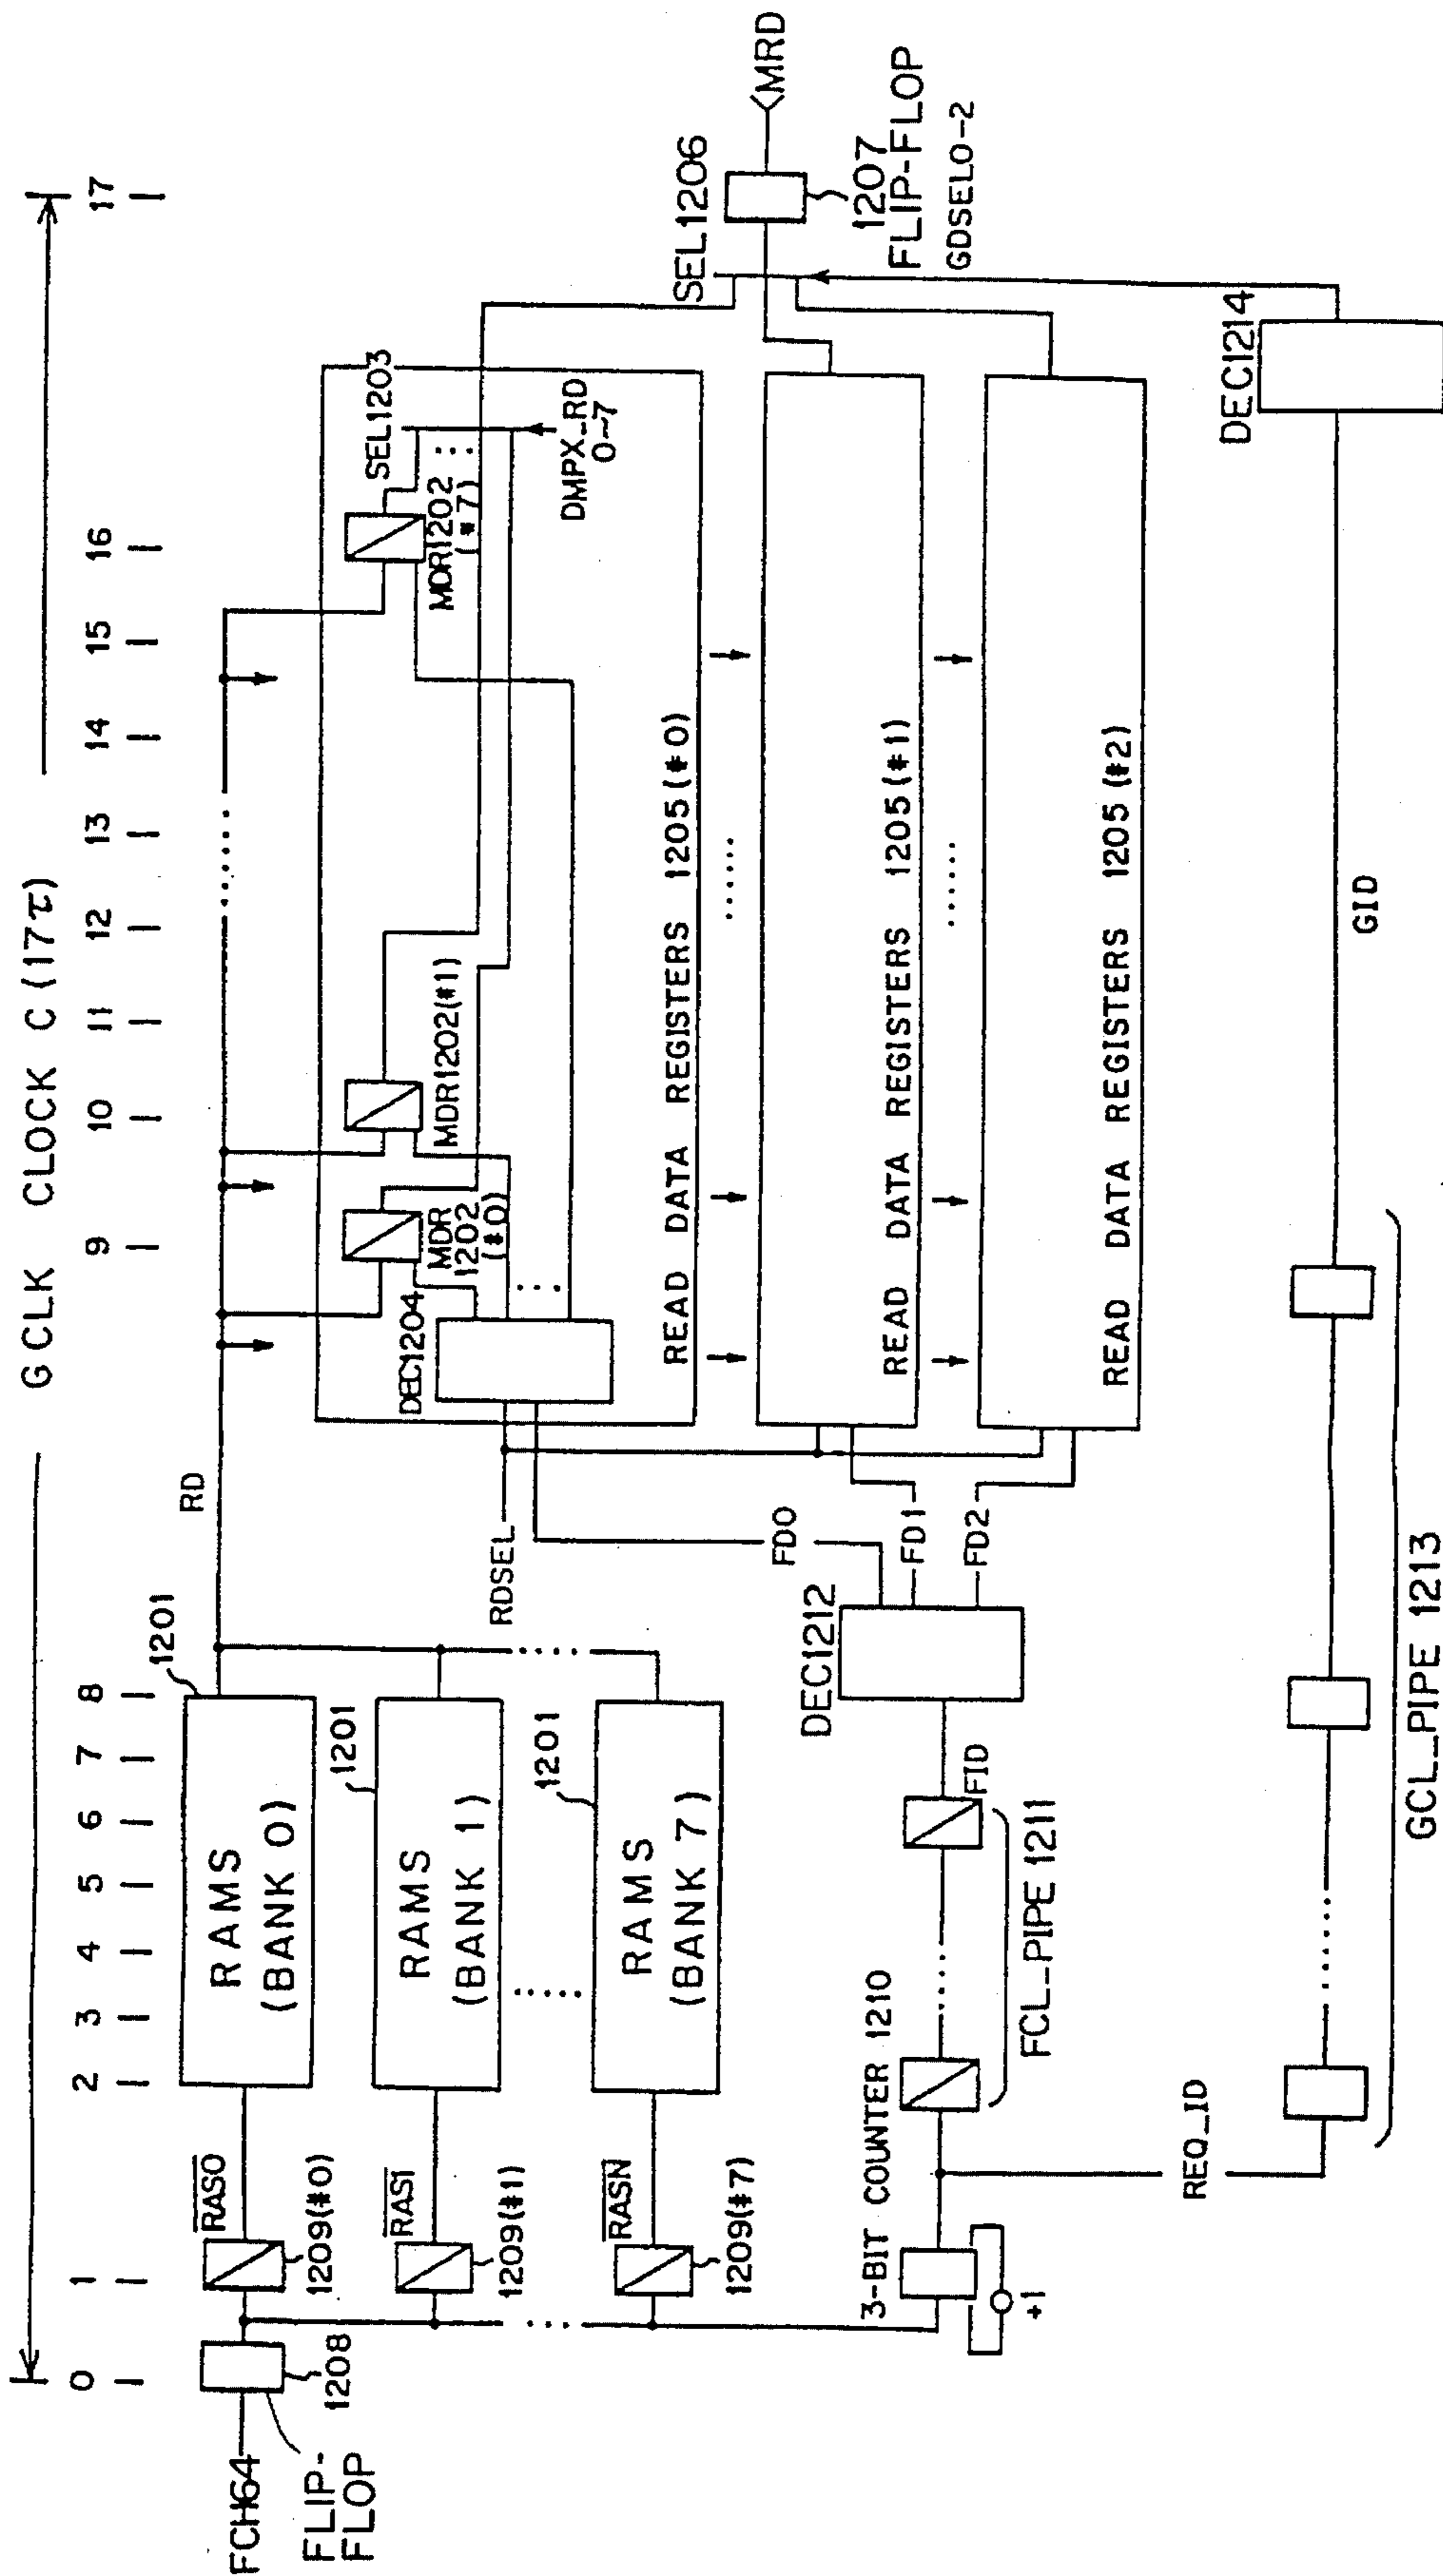 G CLK CLOCK C (17τ)
0 1 2 3 4 5 6 7 8 9 10 11 12 13 14 15 16 17
FCH64
FLIP-
FLOP
1208
RAS0
1209(#0)
RAMS
(BANK 0)
1201
RD
RAS1
1209(#1)
RAMS
(BANK 1)
1201
RASN
1209(#7)
RAMS
(BANK 7)
1201
RDSEL
DEC1204
MDR
1202
(#0)
MDR1202(#1)
MDR1202
(#7)
SEL1203
DMPX_RD
0~7
READ DATA REGISTERS 1205(#0)
READ DATA REGISTERS 1205(#1)
READ DATA REGISTERS 1205(#2)
SEL1206
MRD
1207
FLIP-FLOP
GDSEL0-2
3-BIT COUNTER 1210
+1
FCL_PIPE 1211
FID
DEC1212
FD0
FD1
FD2
REQ_ID
GCL_PIPE 1213
GID
DEC1214